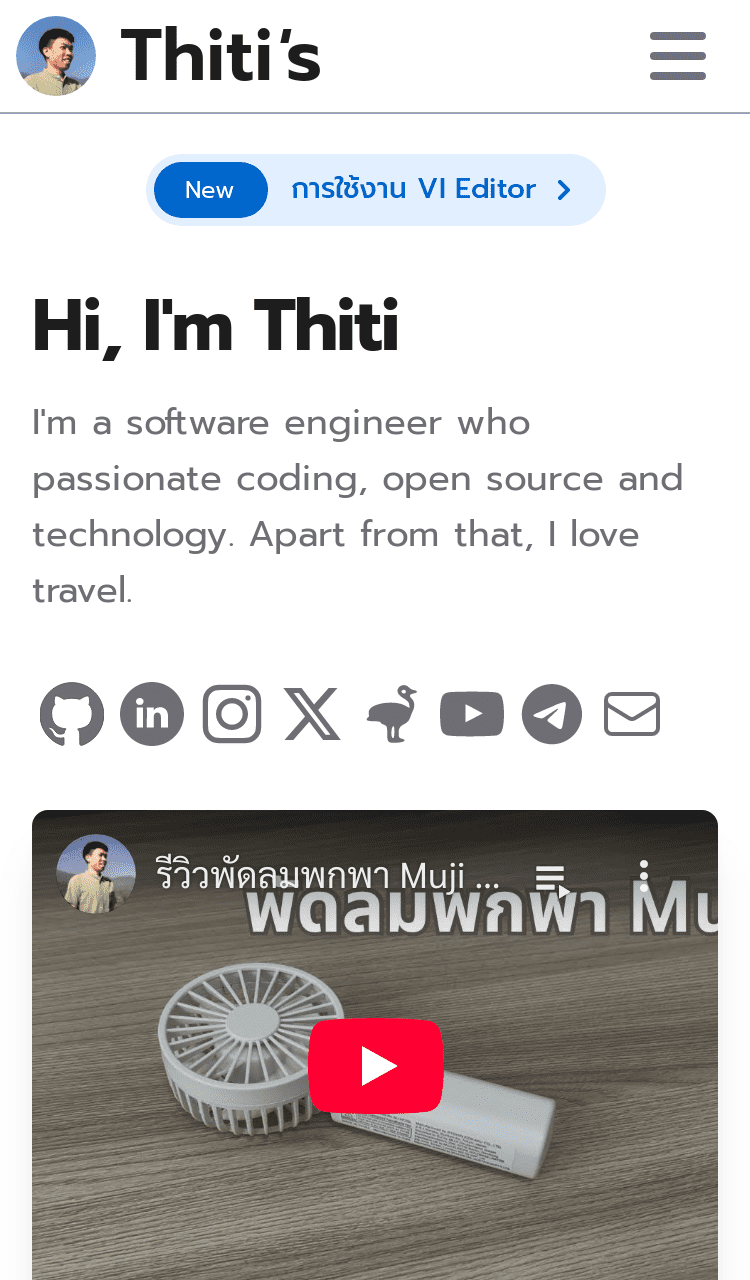 Thiti's
New
การใช้งาน VI Editor
Hi, I'm Thiti
I'm a software engineer who
passionate coding, open source and
technology. Apart from that, I love
travel.
in
รีวิวพัดลมพกพา Muji ...
พัดลมพกพา Mu